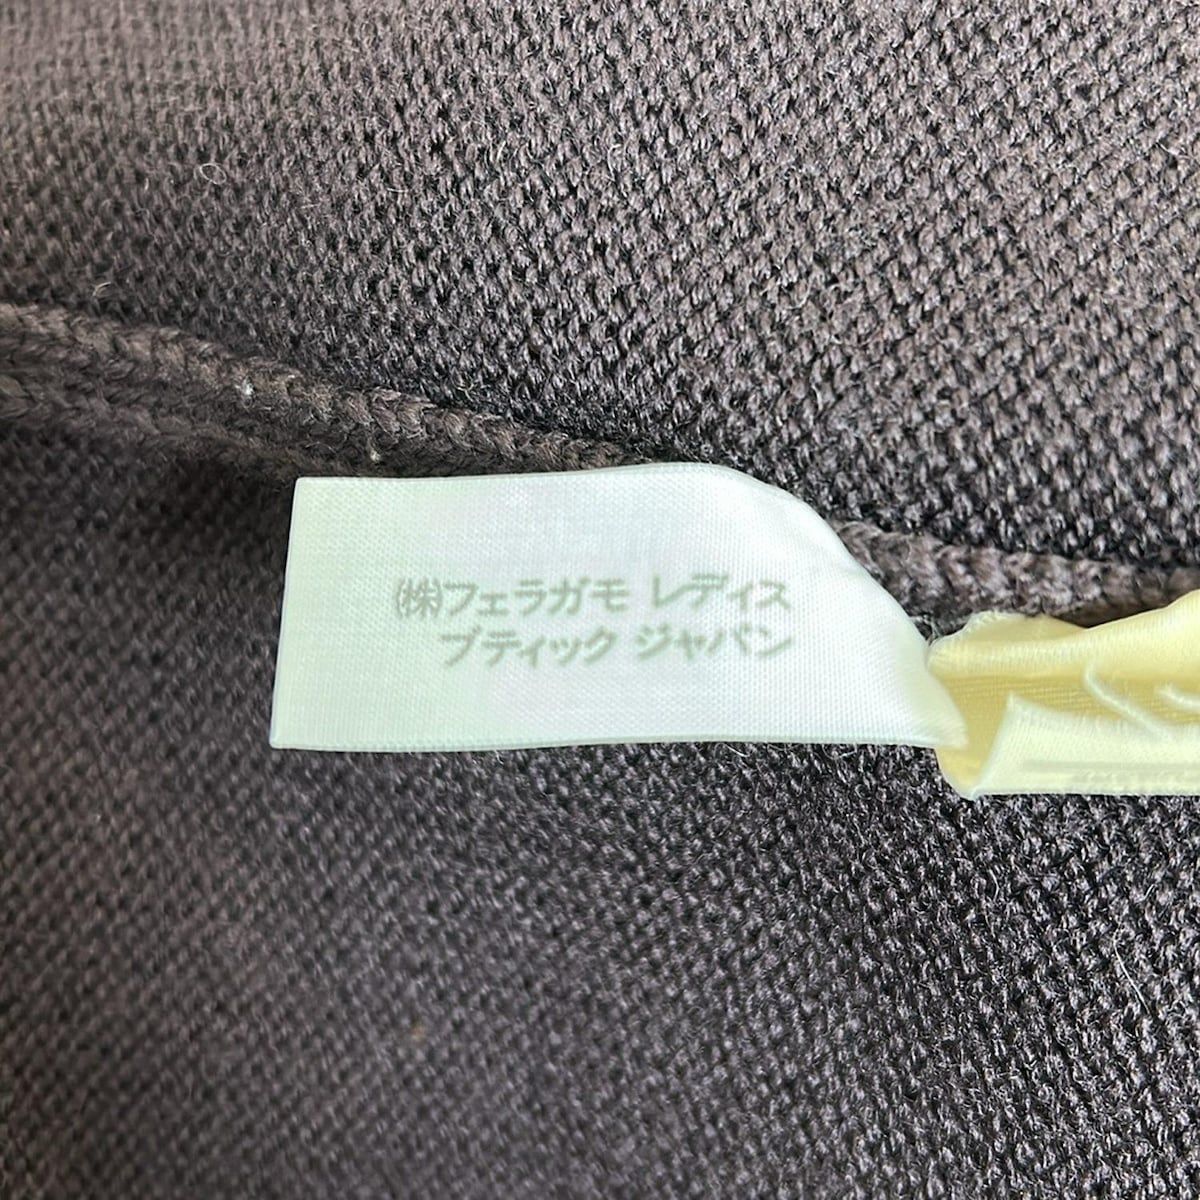 ㈱フェラガモ レディス
ブティック ジャパン